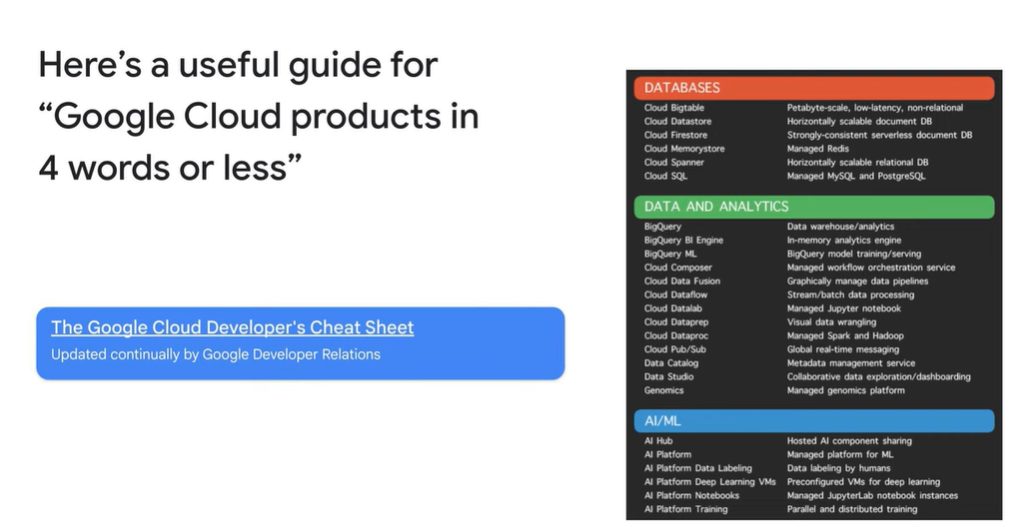 Here’s a useful guide for
“Google Cloud products in
4 words or less”
The Google Cloud Developer's Cheat Sheet
Updated continually by Google Developer Relations
DATABASES
Cloud Bigtable Petabyte-scale, low-latency, non-relational
Cloud Datastore Horizontally scalable document DB
Cloud Firestore Strongly-consistent serverless document DB
Cloud Memorystore Managed Redis
Cloud Spanner Horizontally scalable relational DB
Cloud SQL Managed MySQL and PostgreSQL
DATA AND ANALYTICS
BigQuery Data warehouse/analytics
BigQuery BI Engine In-memory analytics engine
BigQuery ML BigQuery model training/serving
Cloud Composer Managed workflow orchestration service
Cloud Data Fusion Graphically manage data pipelines
Cloud Dataflow Stream/batch data processing
Cloud Datalab Managed Jupyter notebook
Cloud Dataprep Visual data wrangling
Cloud Dataproc Managed Spark and Hadoop
Cloud Pub/Sub Global real-time messaging
Data Catalog Metadata management service
Data Studio Collaborative data exploration/dashboarding
Genomics Managed genomics platform
AI/ML
AI Hub Hosted AI component sharing
AI Platform Managed platform for ML
AI Platform Data Labeling Data labeling by humans
AI Platform Deep Learning VMs Preconfigured VMs for deep learning
AI Platform Notebooks Managed JupyterLab notebook instances
AI Platform Training Parallel and distributed training